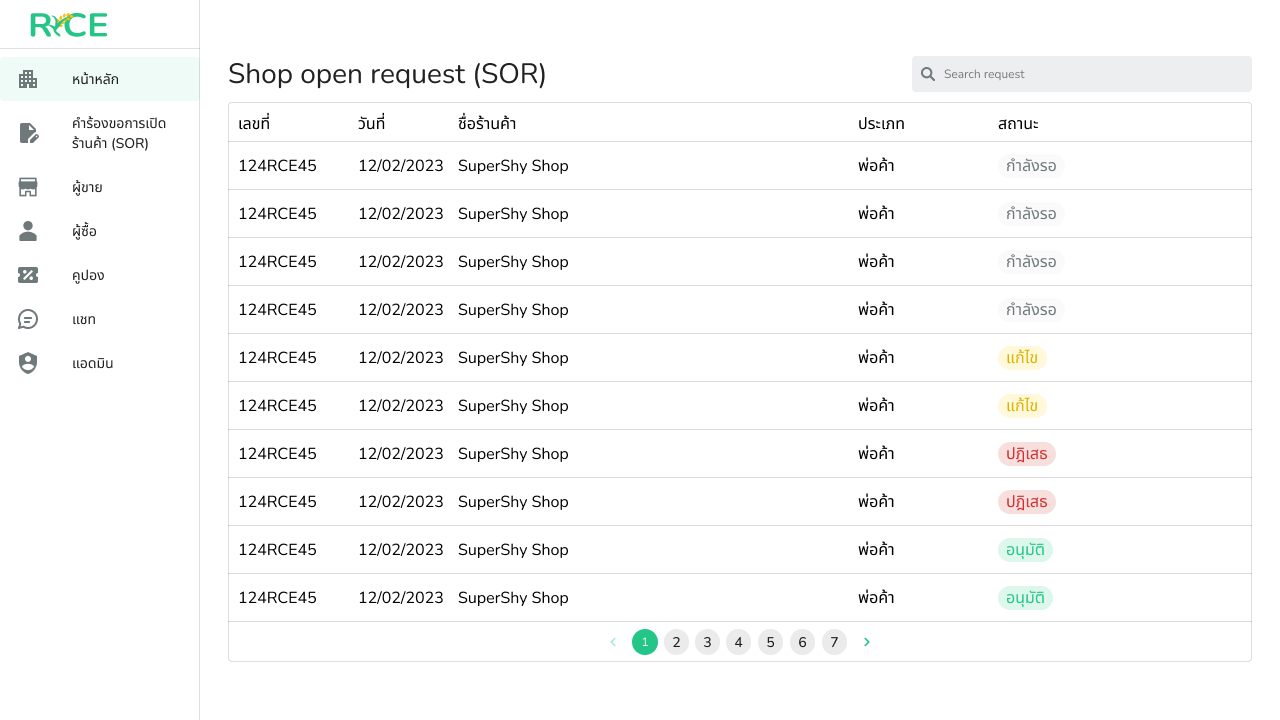 RICE
หน้าหลัก
คำร้องขอการเปิด
ร้านค้า (SOR)
ผู้ขาย
ผู้ซื้อ
คูปอง
แชท
แอดมิน
Shop open request (SOR)
Search request
เลขที่ วันที่ ชื่อร้านค้า ประเภท สถานะ
124RCE45 12/02/2023 SuperShy Shop พ่อค้า กำลังรอ
124RCE45 12/02/2023 SuperShy Shop พ่อค้า กำลังรอ
124RCE45 12/02/2023 SuperShy Shop พ่อค้า กำลังรอ
124RCE45 12/02/2023 SuperShy Shop พ่อค้า กำลังรอ
124RCE45 12/02/2023 SuperShy Shop พ่อค้า แก้ไข
124RCE45 12/02/2023 SuperShy Shop พ่อค้า แก้ไข
124RCE45 12/02/2023 SuperShy Shop พ่อค้า ปฎิเสธ
124RCE45 12/02/2023 SuperShy Shop พ่อค้า ปฎิเสธ
124RCE45 12/02/2023 SuperShy Shop พ่อค้า อนุมัติ
124RCE45 12/02/2023 SuperShy Shop พ่อค้า อนุมัติ
1 2 3 4 5 6 7